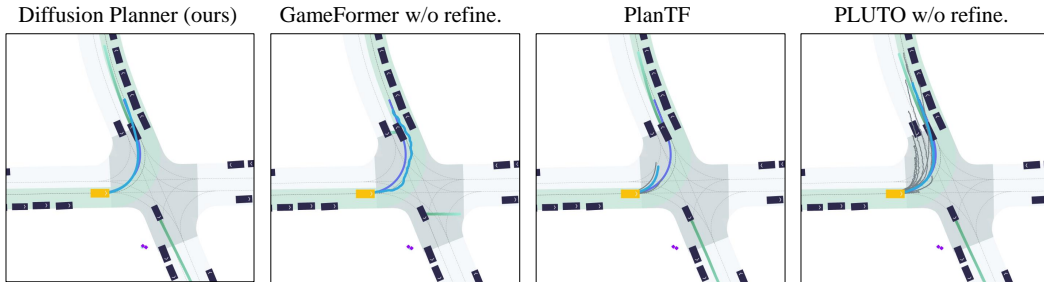 Diffusion Planner (ours)
GameFormer w/o refine.
PlanTF
PLUTO w/o refine.